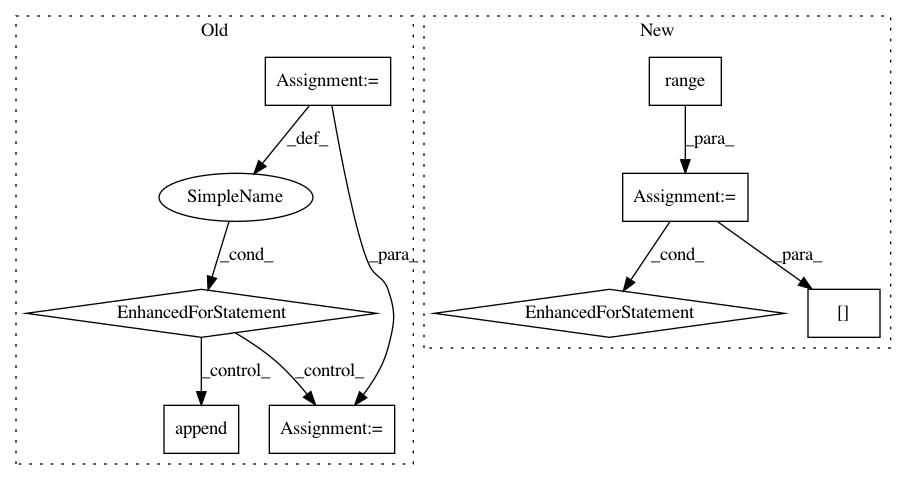 Old
New
Assignment:=
range
_def_
_para_
SimpleName
Assignment:=
_cond_
_para_
_cond_
_para_
EnhancedForStatement
EnhancedForStatement
[]
_control_
_control_
append
Assignment:=